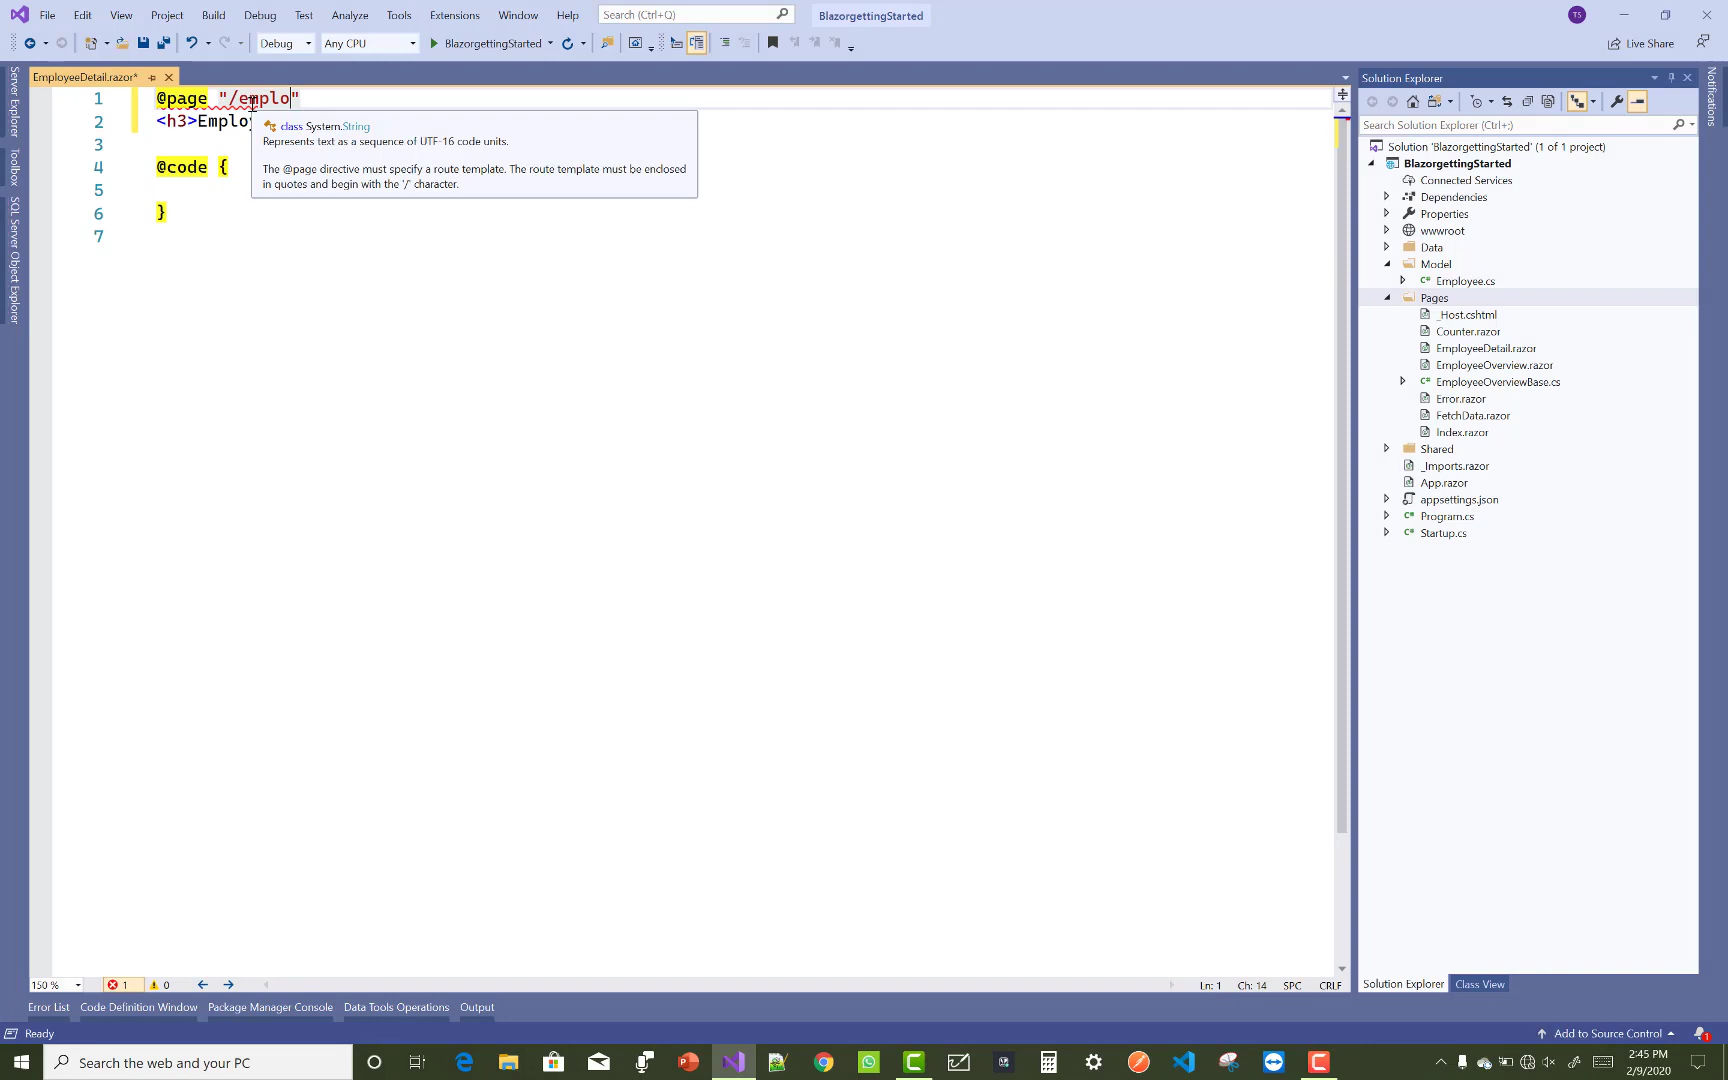 File Edit View Project Build Debug Test Analyze Tools Extensions Window Help Search (Ctrl+Q) BlazorgettingStarted TS
Debug Any CPU BlazorgettingStarted Live Share
EmployeeDetail.razor*
1 @page "/emplo"
2 <h3>Emplo
3
4 @code {
5
6 }
7
class System.String
Represents text as a sequence of UTF-16 code units.
The @page directive must specify a route template. The route template must be enclosed
in quotes and begin with the '/' character.
Server Explorer
Toolbox
SQL Server Object Explorer
Solution Explorer
Search Solution Explorer (Ctrl+;)
Solution 'BlazorgettingStarted' (1 of 1 project)
BlazorgettingStarted
Connected Services
Dependencies
Properties
wwwroot
Data
Model
C# Employee.cs
Pages
_Host.cshtml
Counter.razor
EmployeeDetail.razor
EmployeeOverview.razor
C# EmployeeOverviewBase.cs
Error.razor
FetchData.razor
Index.razor
Shared
_Imports.razor
App.razor
appsettings.json
C# Program.cs
C# Startup.cs
Notifications
150 % 1 0 Ln: 1 Ch: 14 SPC CRLF
Solution Explorer Class View
Error List Code Definition Window Package Manager Console Data Tools Operations Output
Ready Add to Source Control 1
Search the web and your PC
2:45 PM
2/9/2020